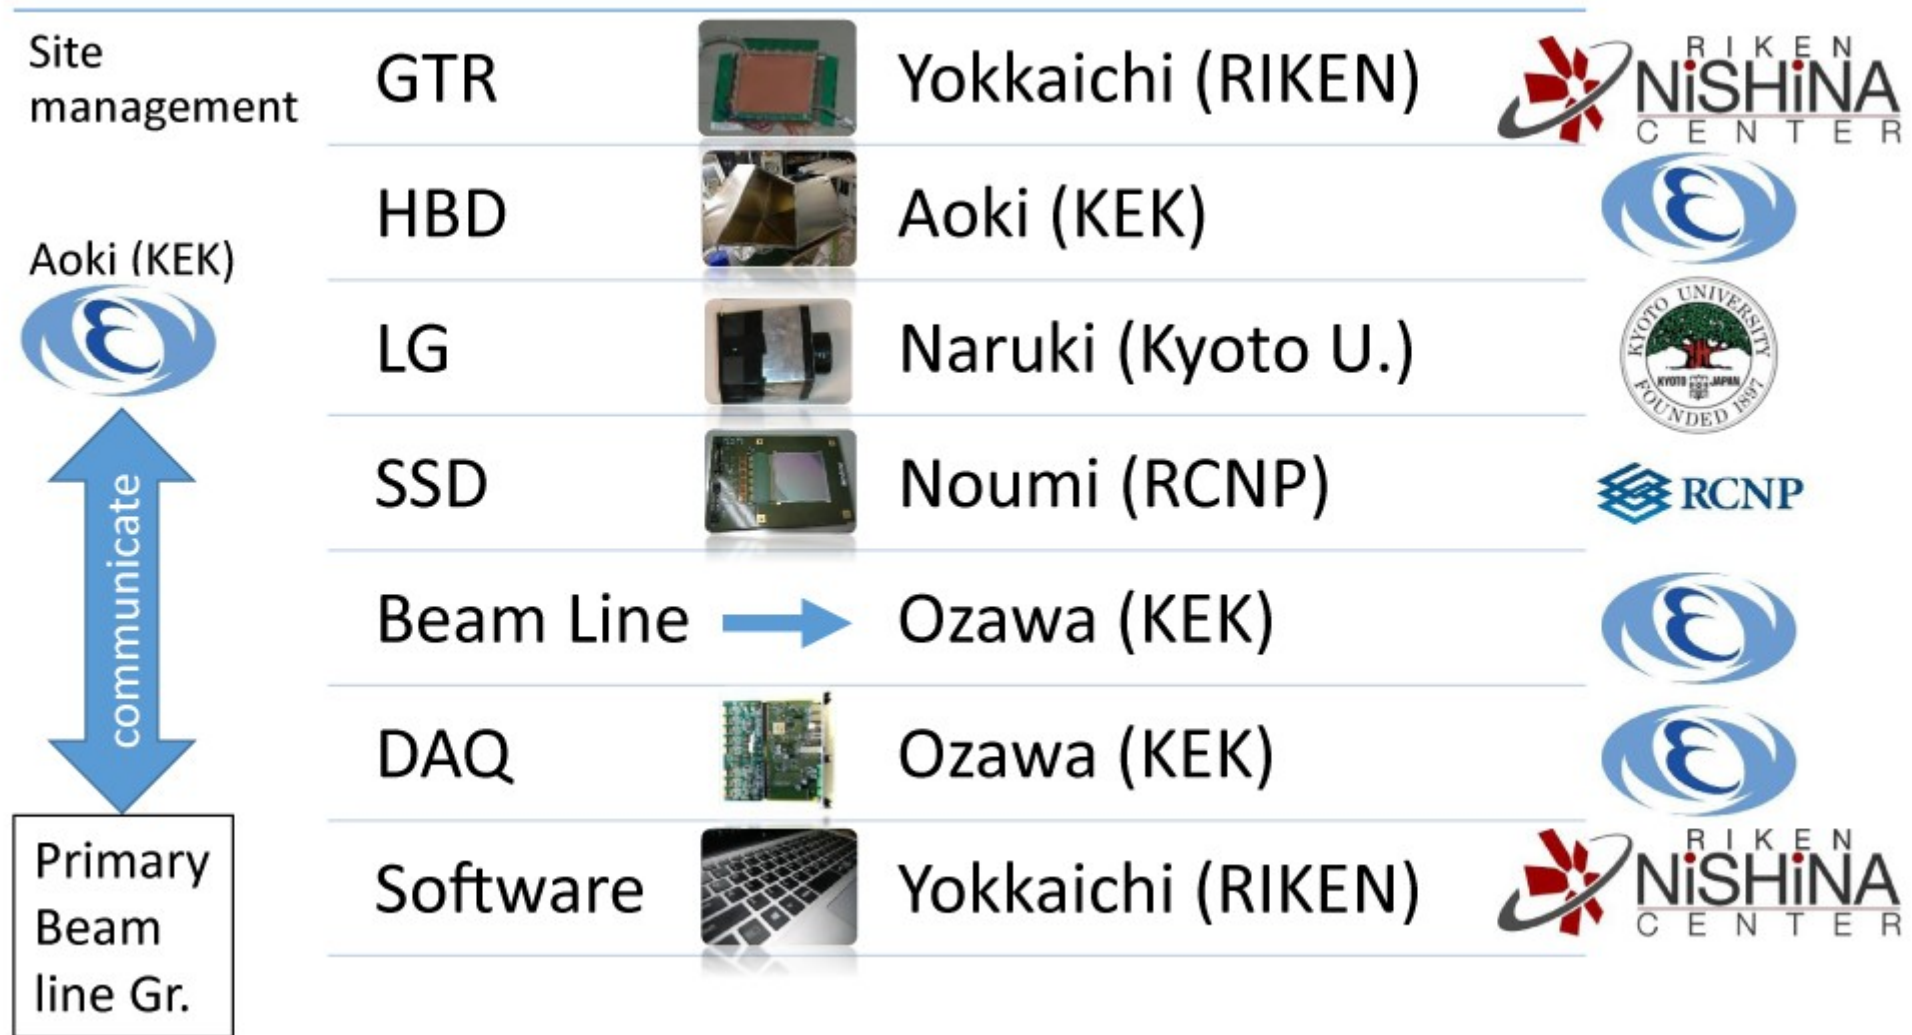 Site
management
GTR
Yokkaichi (RIKEN)
RIKEN
NiSHiNA
CENTER
HBD
Aoki (KEK)
Aoki (KEK)
LG
Naruki (Kyoto U.)
KYOTO UNIVERSITY
KYOTO JAPAN
FOUNDED 1897
SSD
Noumi (RCNP)
RCNP
communicate
Beam Line
Ozawa (KEK)
DAQ
Ozawa (KEK)
Primary
Beam
line Gr.
Software
Yokkaichi (RIKEN)
RIKEN
NiSHiNA
CENTER